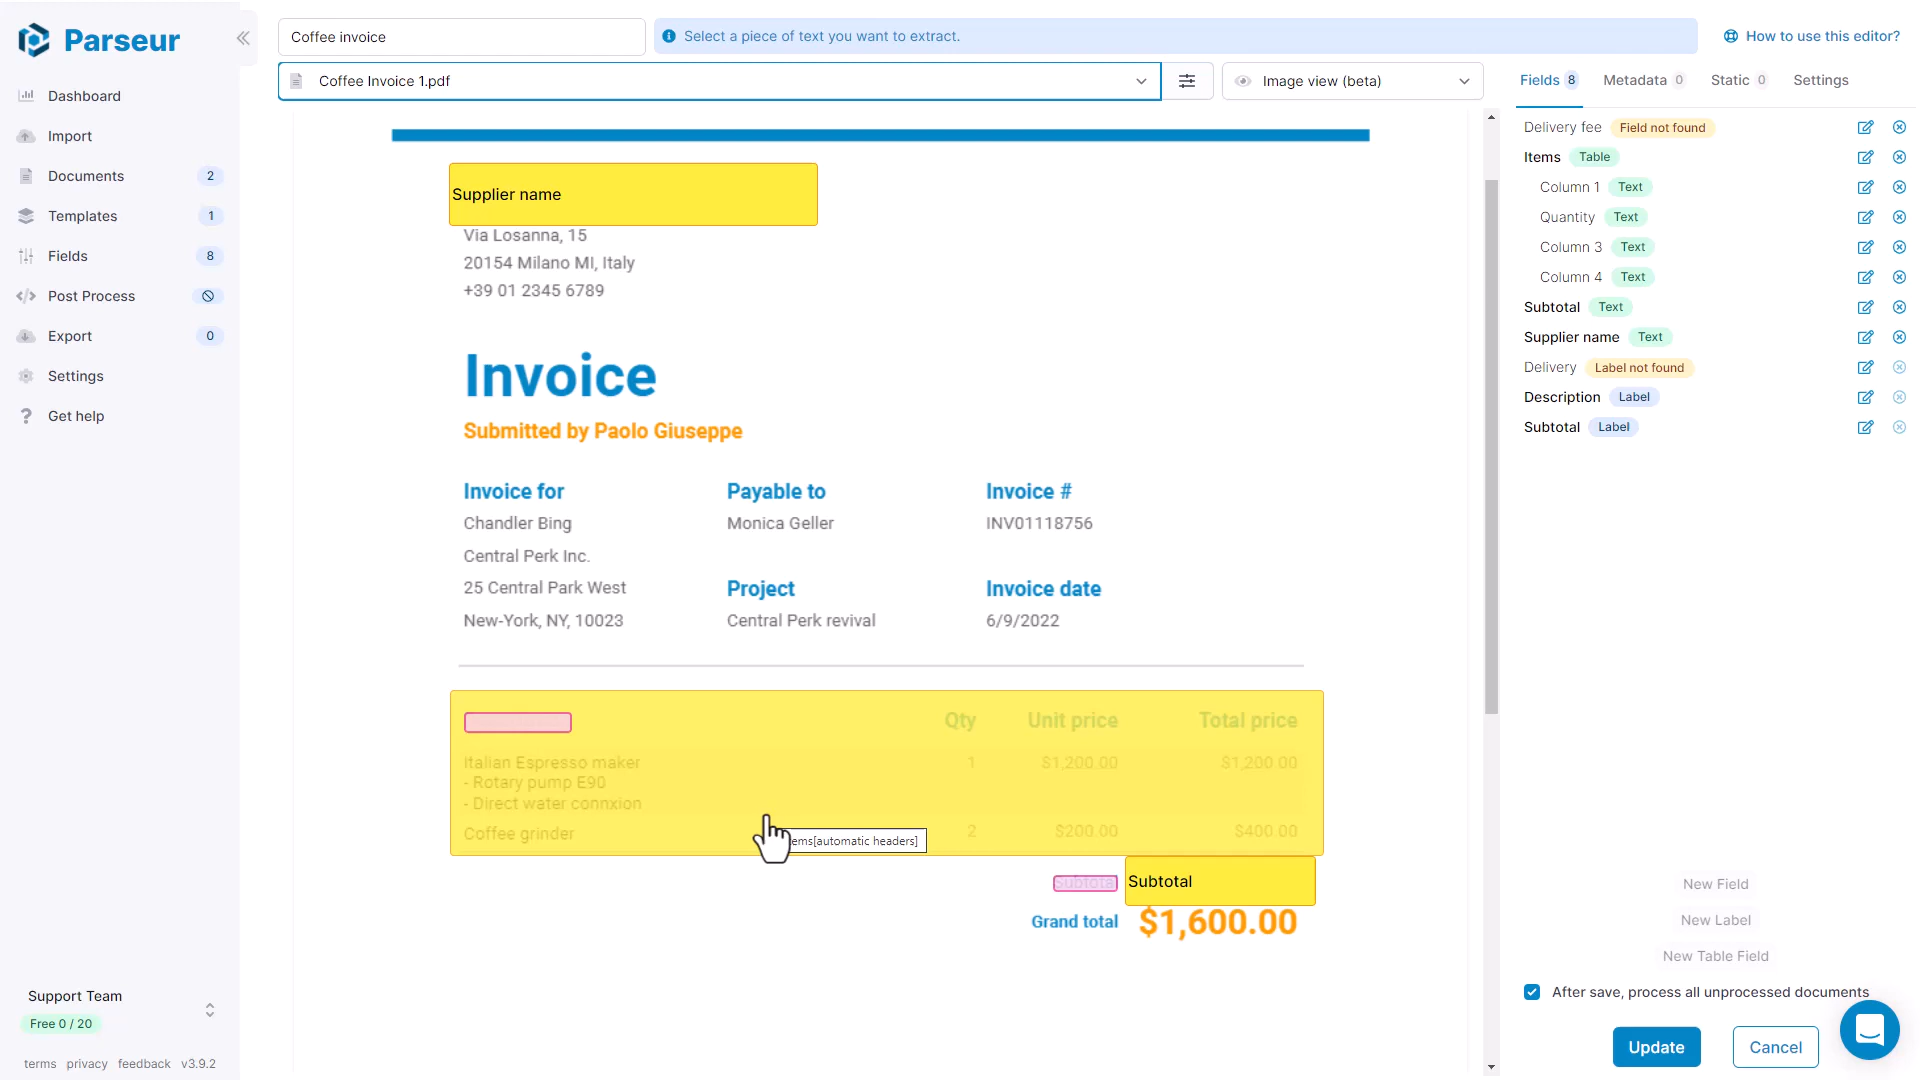 Parseur
Coffee invoice
Select a piece of text you want to extract.
How to use this editor?
Coffee Invoice 1.pdf
Image view (beta)
Fields 8
Metadata 0
Static 0
Settings
Dashboard
Import
Documents 2
Templates 1
Fields 8
Post Process
Export 0
Settings
Get help
Supplier name
Via Losanna, 15
20154 Milano MI, Italy
+39 01 2345 6789
Invoice
Submitted by Paolo Giuseppe
Invoice for
Chandler Bing
Central Perk Inc.
25 Central Park West
New-York, NY, 10023
Payable to
Monica Geller
Project
Central Perk revival
Invoice #
INV01118756
Invoice date
6/9/2022
Qty Unit price Total price
Italian Espresso maker 1 $1,200.00 $1,200.00
- Rotary pump E90
- Direct water connxion
Coffee grinder 2 $200.00 $400.00
ems[automatic headers]
Subtotal Subtotal
Grand total $1,600.00
Delivery fee Field not found
Items Table
Column 1 Text
Quantity Text
Column 3 Text
Column 4 Text
Subtotal Text
Supplier name Text
Delivery Label not found
Description Label
Subtotal Label
New Field
New Label
New Table Field
After save, process all unprocessed documents
Update
Cancel
Support Team
Free 0 / 20
terms privacy feedback v3.9.2